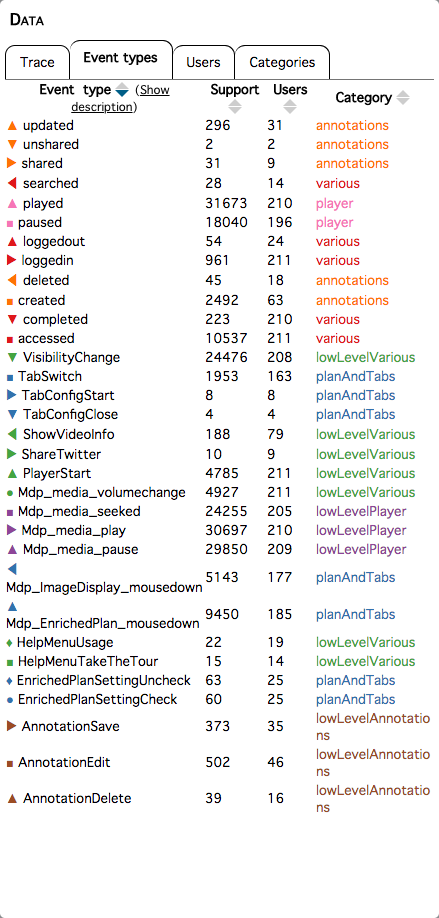 DATA
Trace Event types Users Categories
Event type (Show description) Support Users Category
updated 296 31 annotations
unshared 2 2 annotations
shared 31 9 annotations
searched 28 14 various
played 31673 210 player
paused 18040 196 player
loggedout 54 24 various
loggedin 961 211 various
deleted 45 18 annotations
created 2492 63 annotations
completed 223 210 various
accessed 10537 211 various
VisibilityChange 24476 208 lowLevelVarious
TabSwitch 1953 163 planAndTabs
TabConfigStart 8 8 planAndTabs
TabConfigClose 4 4 planAndTabs
ShowVideoInfo 188 79 lowLevelVarious
ShareTwitter 10 9 lowLevelVarious
PlayerStart 4785 211 lowLevelVarious
Mdp_media_volumechange 4927 211 lowLevelVarious
Mdp_media_seeked 24255 205 lowLevelPlayer
Mdp_media_play 30697 210 lowLevelPlayer
Mdp_media_pause 29850 209 lowLevelPlayer
Mdp_ImageDisplay_mousedown 5143 177 planAndTabs
Mdp_EnrichedPlan_mousedown 9450 185 planAndTabs
HelpMenuUsage 22 19 lowLevelVarious
HelpMenuTakeTheTour 15 14 lowLevelVarious
EnrichedPlanSettingUncheck 63 25 planAndTabs
EnrichedPlanSettingCheck 60 25 planAndTabs
AnnotationSave 373 35 lowLevelAnnotatio
ns
AnnotationEdit 502 46 lowLevelAnnotatio
ns
AnnotationDelete 39 16 lowLevelAnnotatio
ns